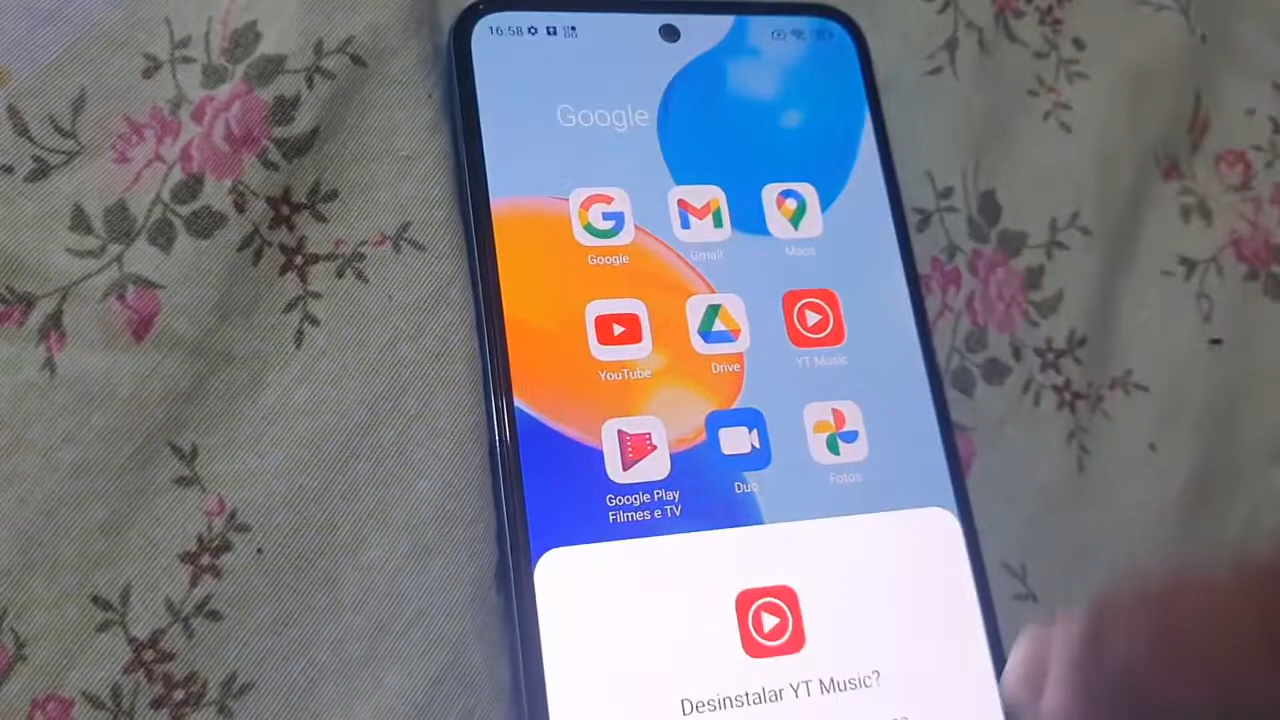 16:58
Google
Google
Gmail
Maps
YouTube
Drive
YT Music
Google Play
Filmes e TV
Duo
Fotos
Desinstalar YT Music?